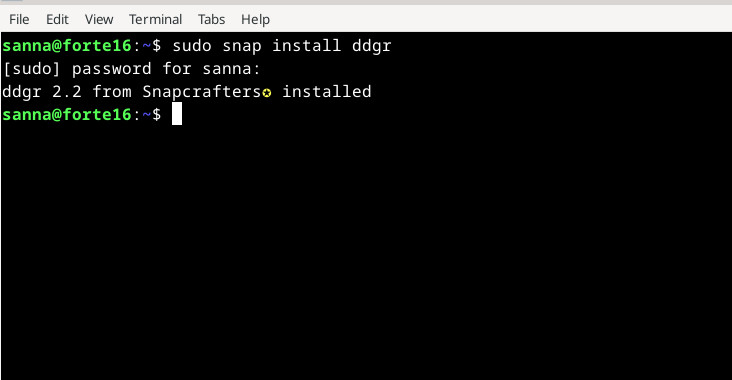 File Edit View Terminal Tabs Help
sanna@forte16:~$ sudo snap install ddgr
[sudo] password for sanna:
ddgr 2.2 from Snapcrafters✪ installed
sanna@forte16:~$